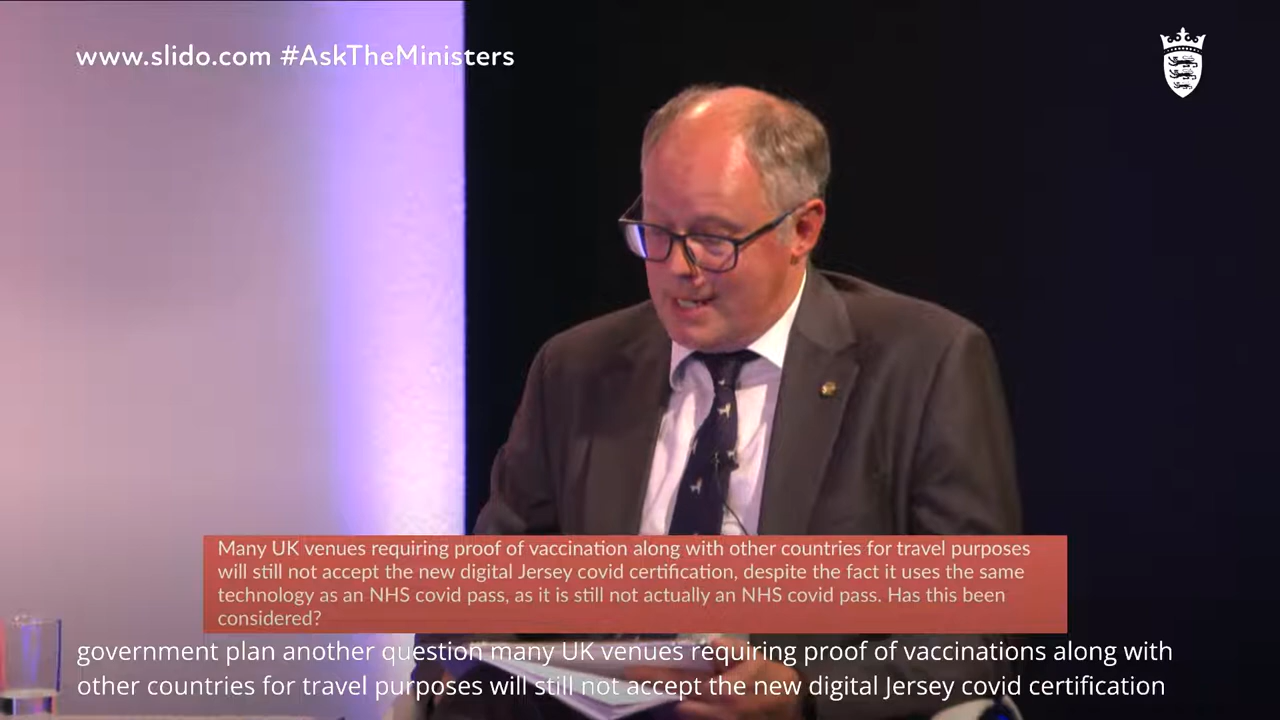 www.slido.com #AskTheMinisters
Many UK venues requiring proof of vaccination along with other countries for travel purposes
will still not accept the new digital Jersey covid certification, despite the fact it uses the same
technology as an NHS covid pass, as it is still not actually an NHS covid pass. Has this been
considered?
government plan another question many UK venues requiring proof of vaccinations along with
other countries for travel purposes will still not accept the new digital Jersey covid certification